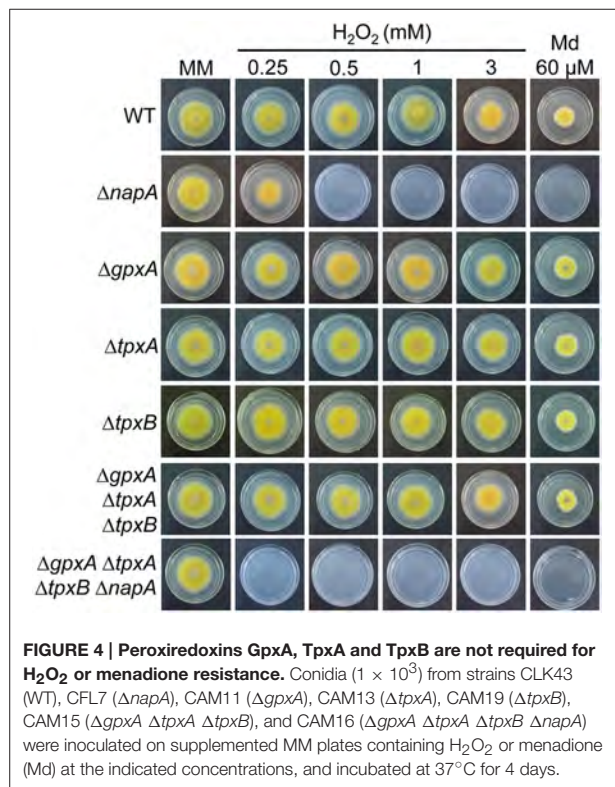 H₂O₂ (mM)
Md
MM 0.25 0.5 1 3 60 µM
WT
ΔnapA
ΔgpxA
ΔtpxA
ΔtpxB
ΔgpxA
ΔtpxA
ΔtpxB
ΔgpxA ΔtpxA
ΔtpxB ΔnapA
FIGURE 4 | Peroxiredoxins GpxA, TpxA and TpxB are not required for
H₂O₂ or menadione resistance. Conidia (1 × 10³) from strains CLK43
(WT), CFL7 (ΔnapA), CAM11 (ΔgpxA), CAM13 (ΔtpxA), CAM19 (ΔtpxB),
CAM15 (ΔgpxA ΔtpxA ΔtpxB), and CAM16 (ΔgpxA ΔtpxA ΔtpxB ΔnapA)
were inoculated on supplemented MM plates containing H₂O₂ or menadione
(Md) at the indicated concentrations, and incubated at 37°C for 4 days.